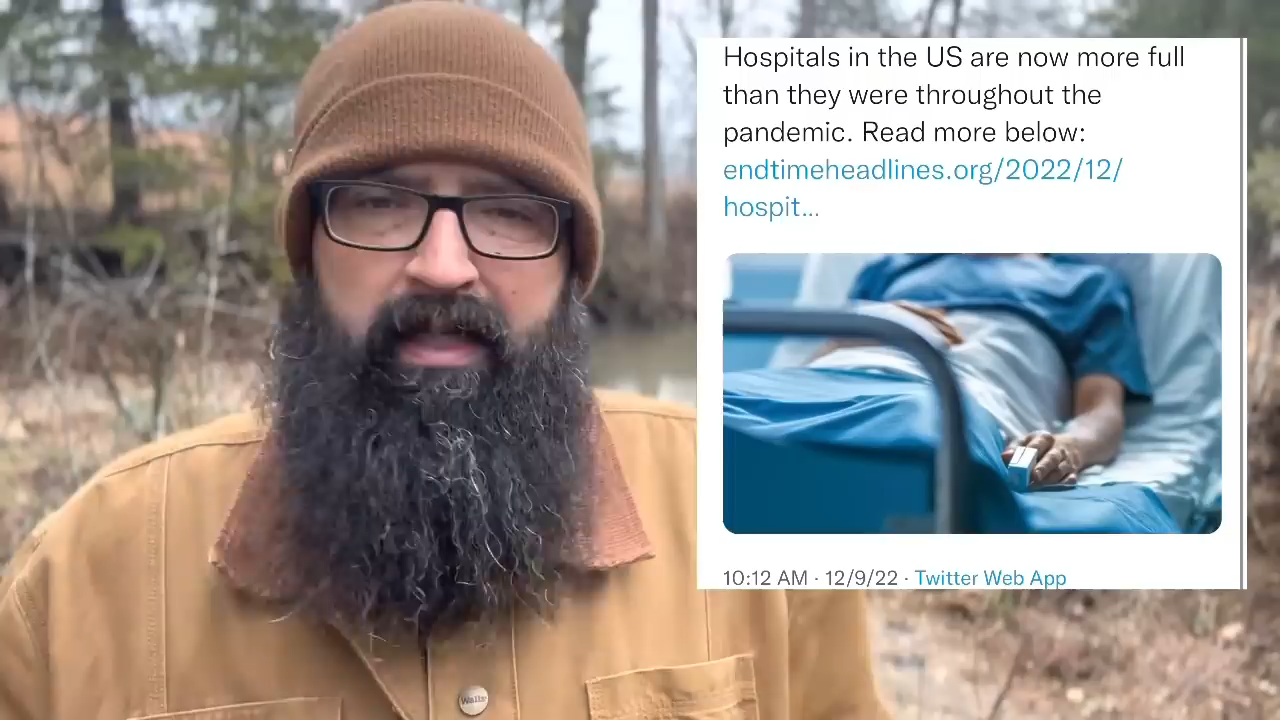 Hospitals in the US are now more full
than they were throughout the
pandemic. Read more below:
endtimeheadlines.org/2022/12/
hospit...
10:12 AM · 12/9/22 · Twitter Web App